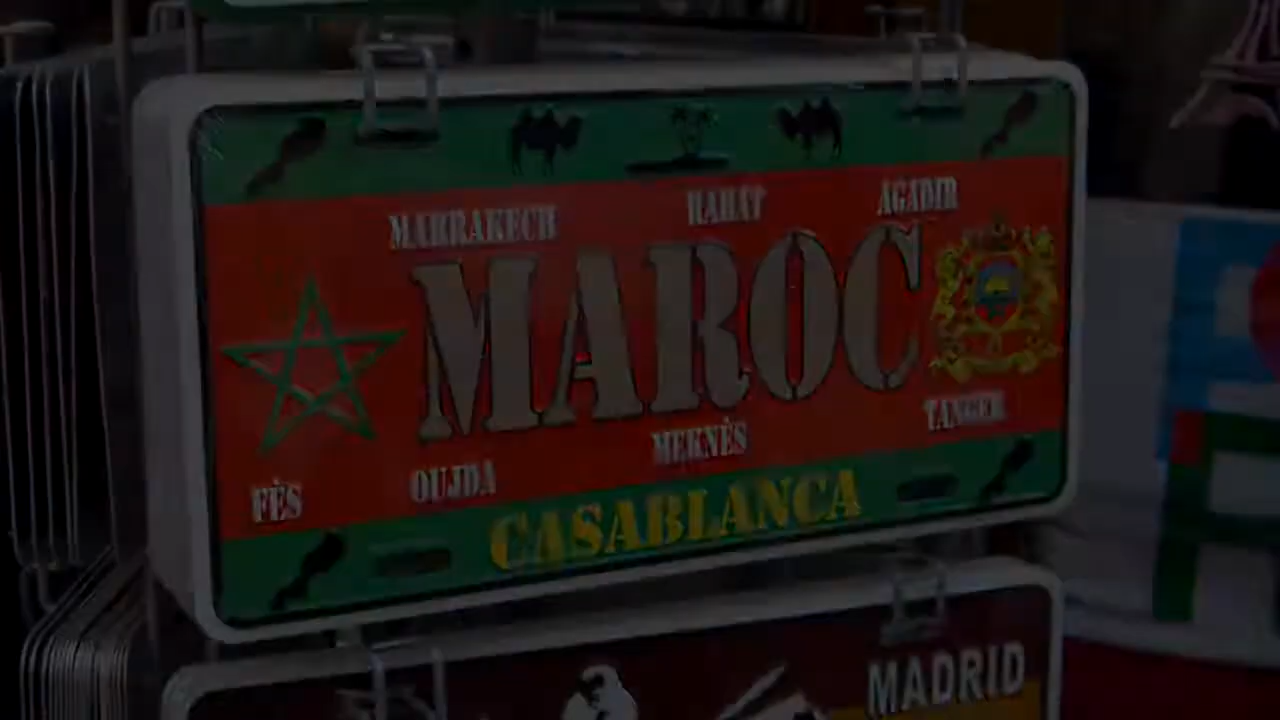 MARRAKECH RABAT AGADIR
MAROC
FÈS OUJDA MEKNÈS TANGER
CASABLANCA
MADRID